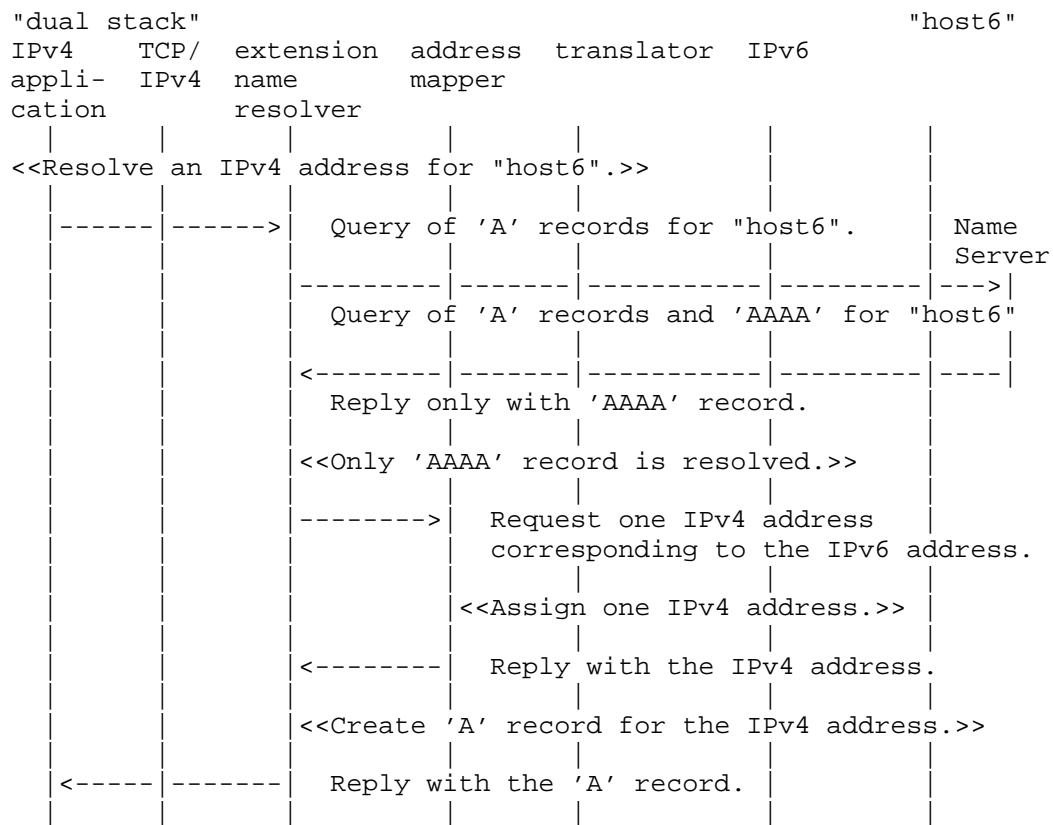 "dual stack" "host6"
IPv4 TCP/ extension address translator IPv6
appli- IPv4 name mapper
cation resolver
<<Resolve an IPv4 address for "host6".>>
Query of 'A' records for "host6". Name
Server
Query of 'A' records and 'AAAA' for "host6"
Reply only with 'AAAA' record.
<<Only 'AAAA' record is resolved.>>
Request one IPv4 address
corresponding to the IPv6 address.
<<Assign one IPv4 address.>>
Reply with the IPv4 address.
<<Create 'A' record for the IPv4 address.>>
Reply with the 'A' record.